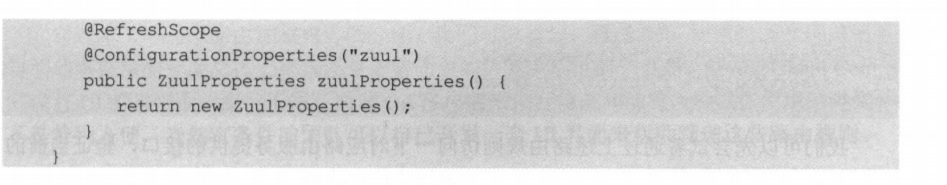 @RefreshScope
@ConfigurationProperties("zuul")
public ZuulProperties zuulProperties() {
return new ZuulProperties();
}
}